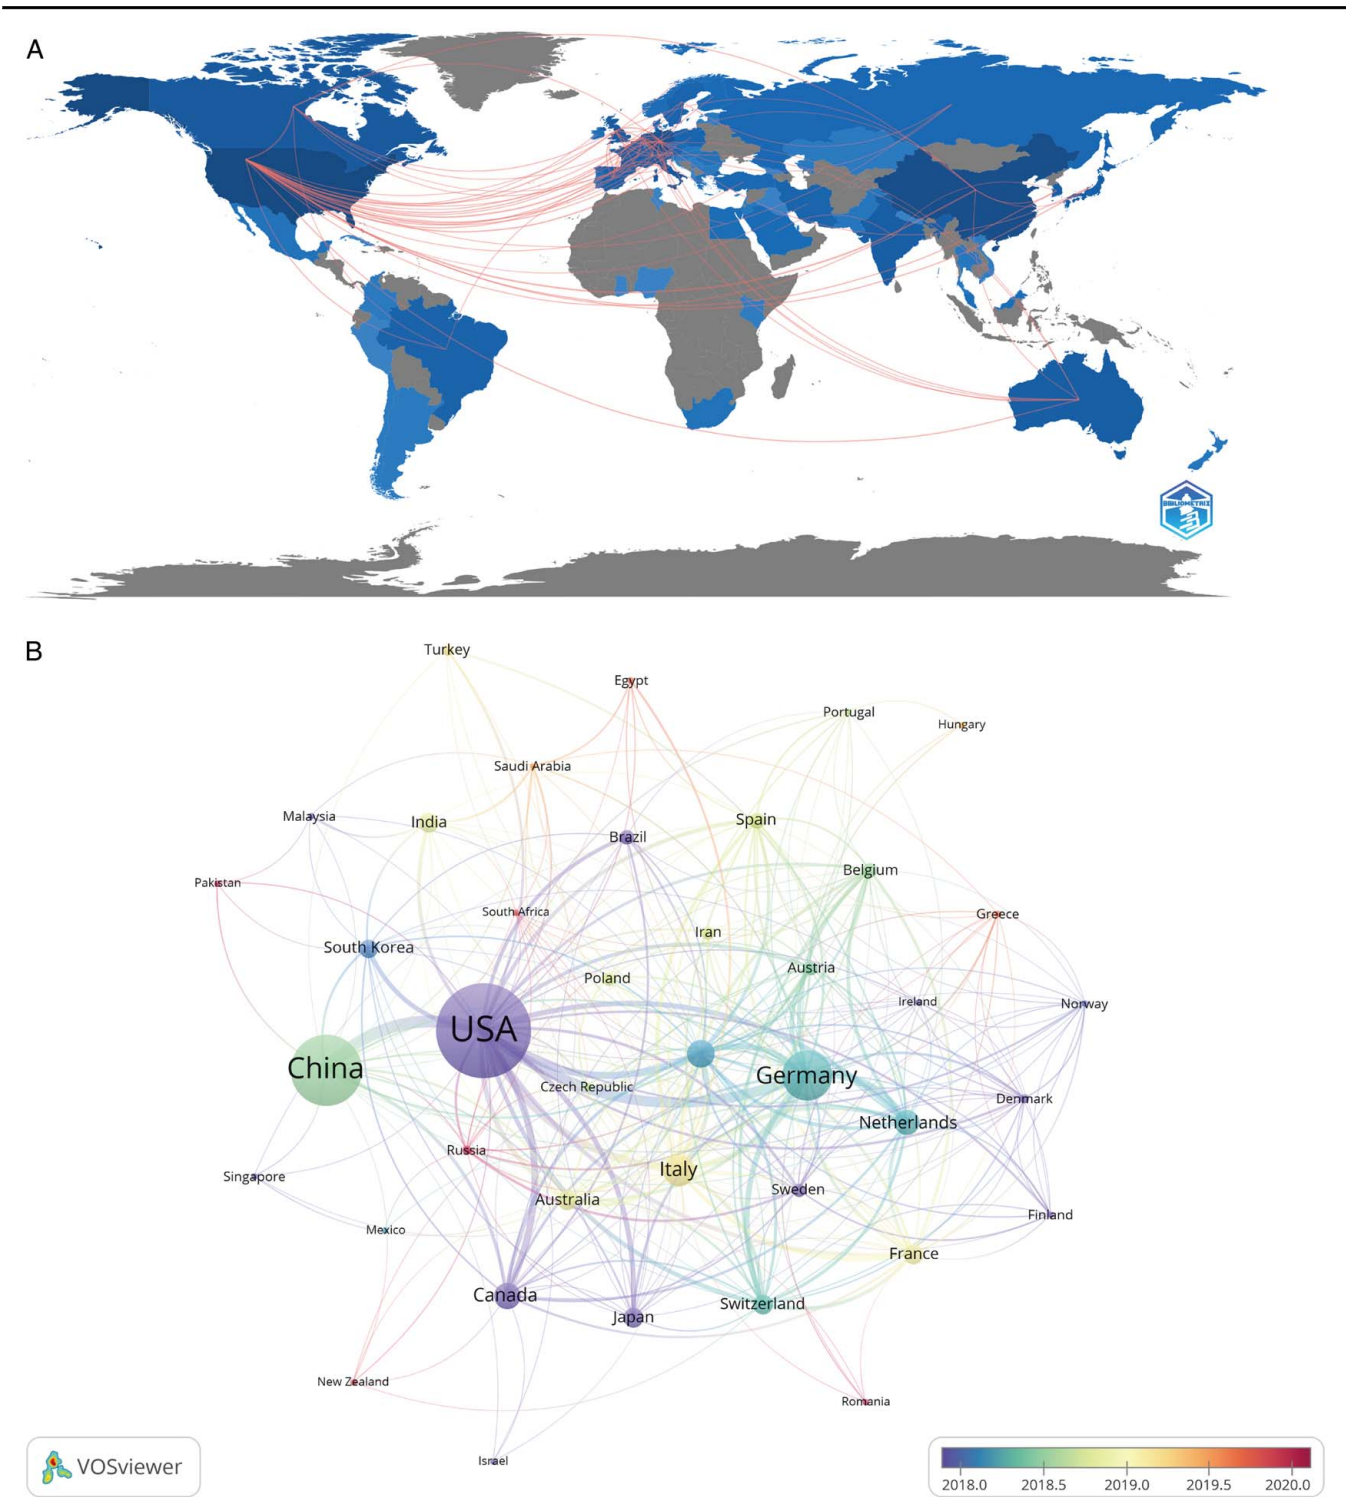 A
BIBLIOMETRIX
B
Turkey
Egypt
Portugal
Hungary
Saudi Arabia
Malaysia
India
Brazil
Spain
Belgium
Pakistan
South Africa
Greece
South Korea
Iran
Poland
Austria
Ireland
Norway
USA
China
Germany
Czech Republic
Denmark
Netherlands
Russia
Italy
Singapore
Sweden
Australia
Finland
Mexico
France
Canada
Switzerland
Japan
New Zealand
Romania
Israel
VOSviewer
2018.0 2018.5 2019.0 2019.5 2020.0